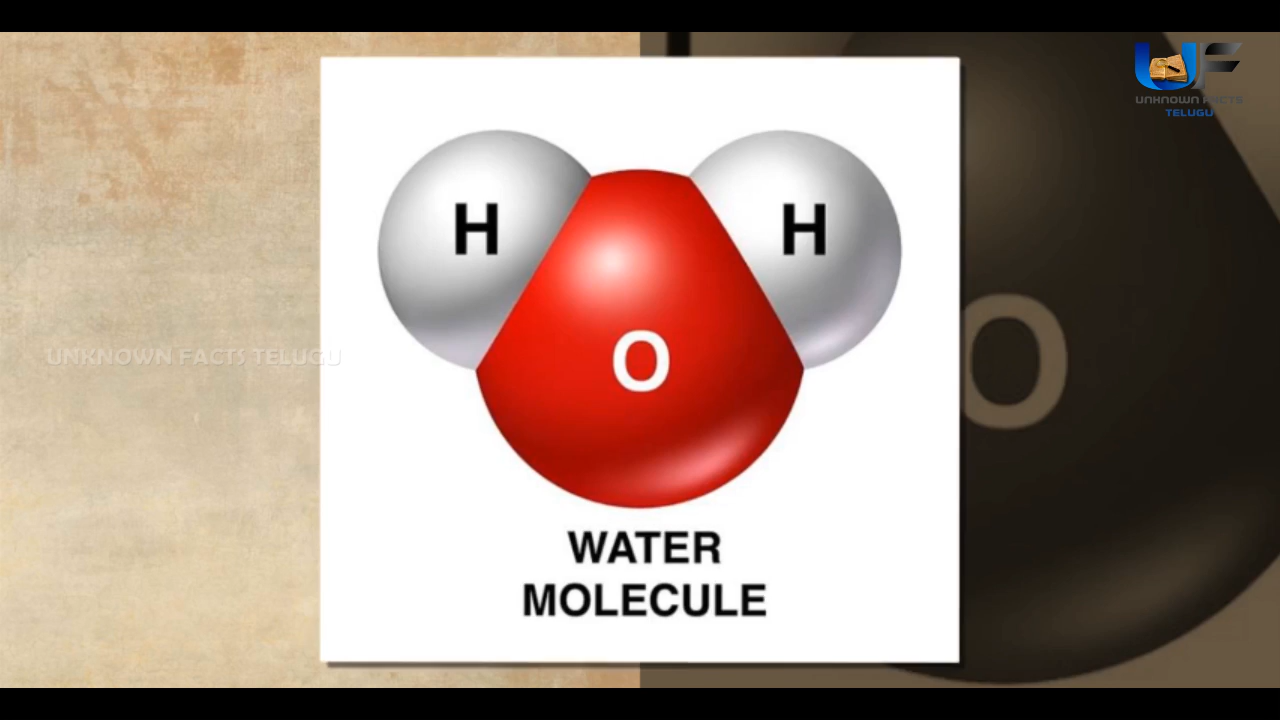 UNKNOWN FACTS
TELUGU
H
H
O
O
UNKNOWN FACTS TELUGU
WATER
MOLECULE